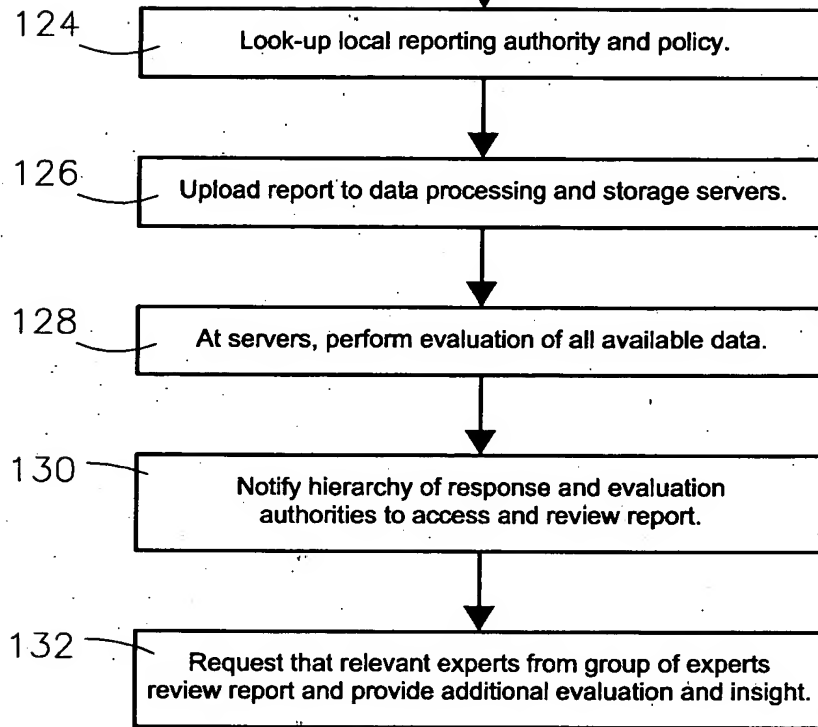 124
Look-up local reporting authority and policy.
126
Upload report to data processing and storage servers.
128
At servers, perform evaluation of all available data.
130
Notify hierarchy of response and evaluation
authorities to access and review report.
132
Request that relevant experts from group of experts
review report and provide additional evaluation and insight.